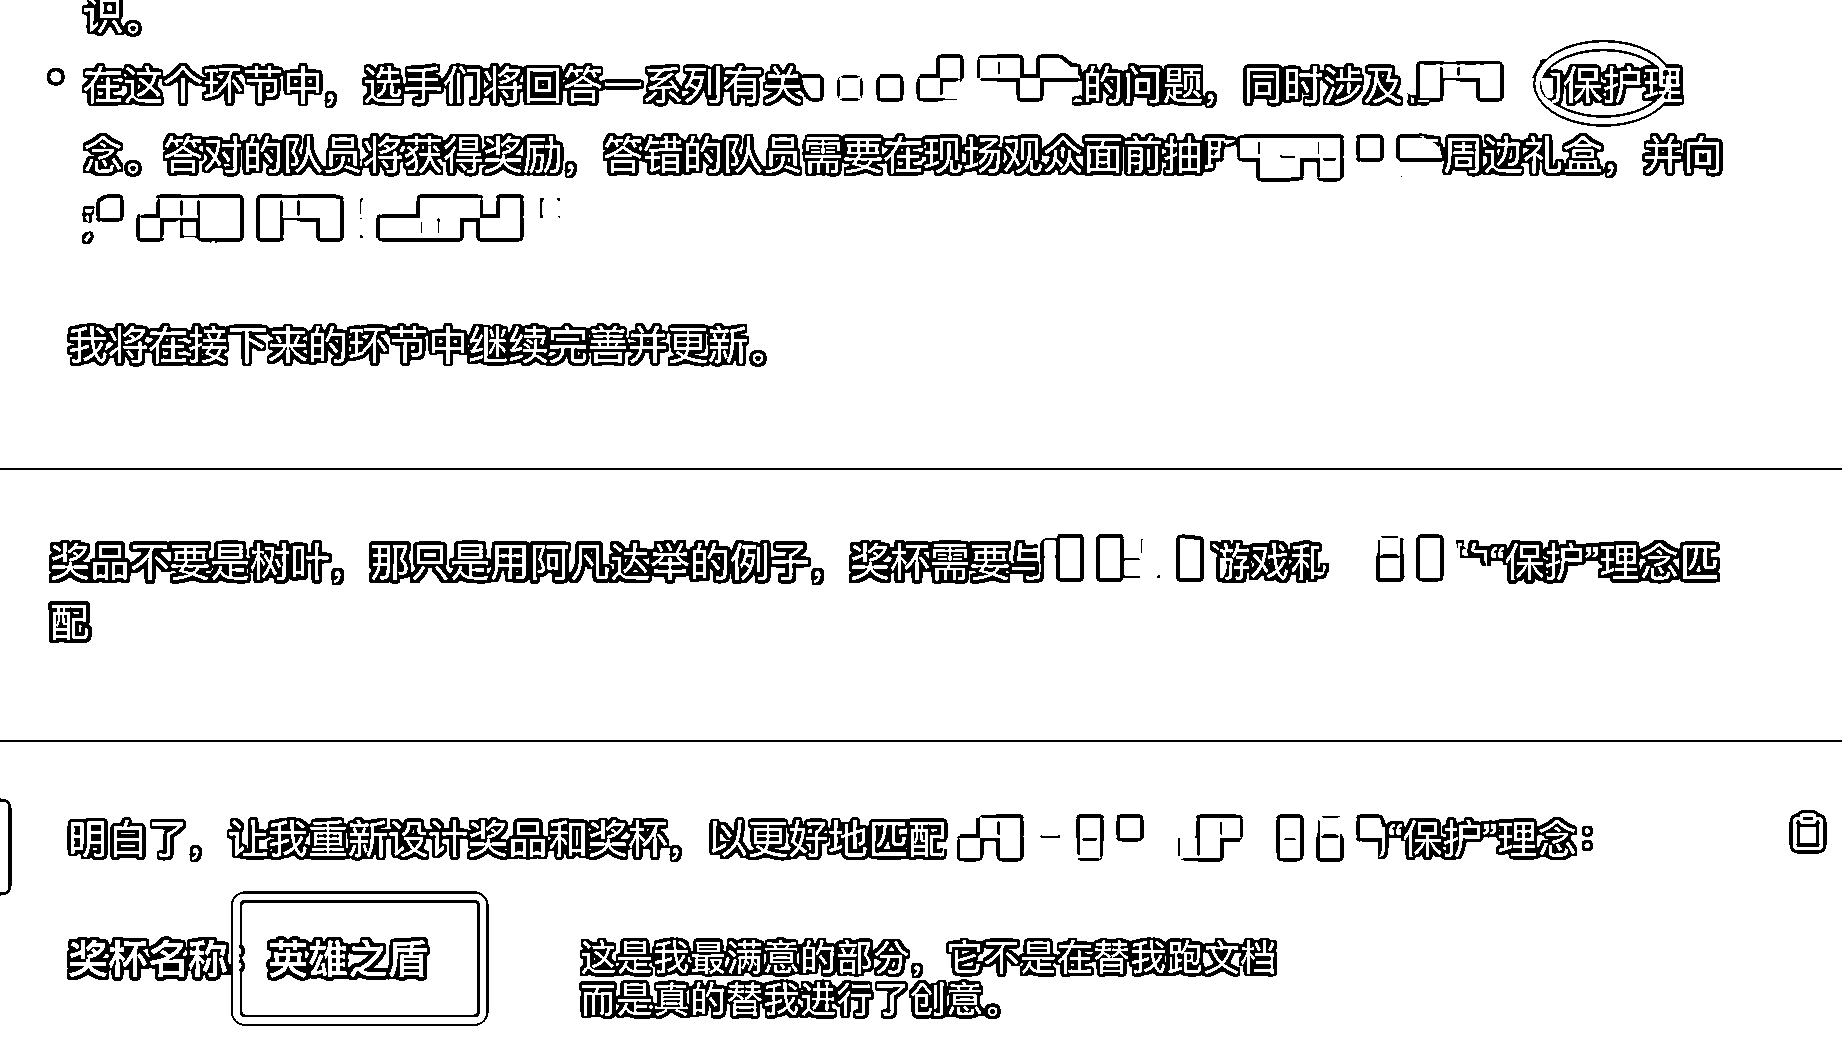 识。
在这个环节中，选手们将回答一系列有关 的问题，同时涉及 保护理
念。答对的队员将获得奖励，答错的队员需要在现场观众面前抽 周边礼盒，并向
我将在接下来的环节中继续完善并更新。
奖品不要是树叶，那只是用阿凡达举的例子，奖杯需要与 游戏和 “保护”理念匹
配
明白了，让我重新设计奖品和奖杯，以更好地匹配 “保护”理念：
奖杯名称：英雄之盾
这是我最满意的部分，它不是在替我跑文档
而是真的替我进行了创意。